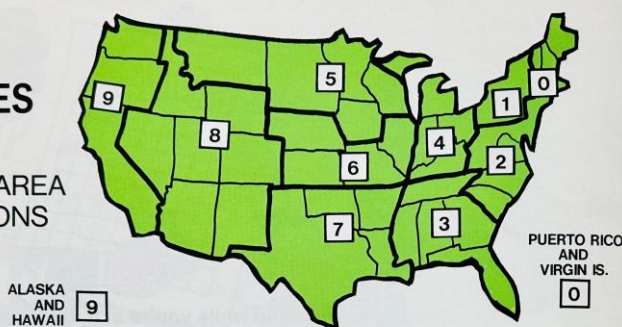 ES
AREA
ONS
9
5
0
1
8
4
2
6
7
3
ALASKA
AND
HAWAII
9
PUERTO RICO
AND
VIRGIN IS.
0